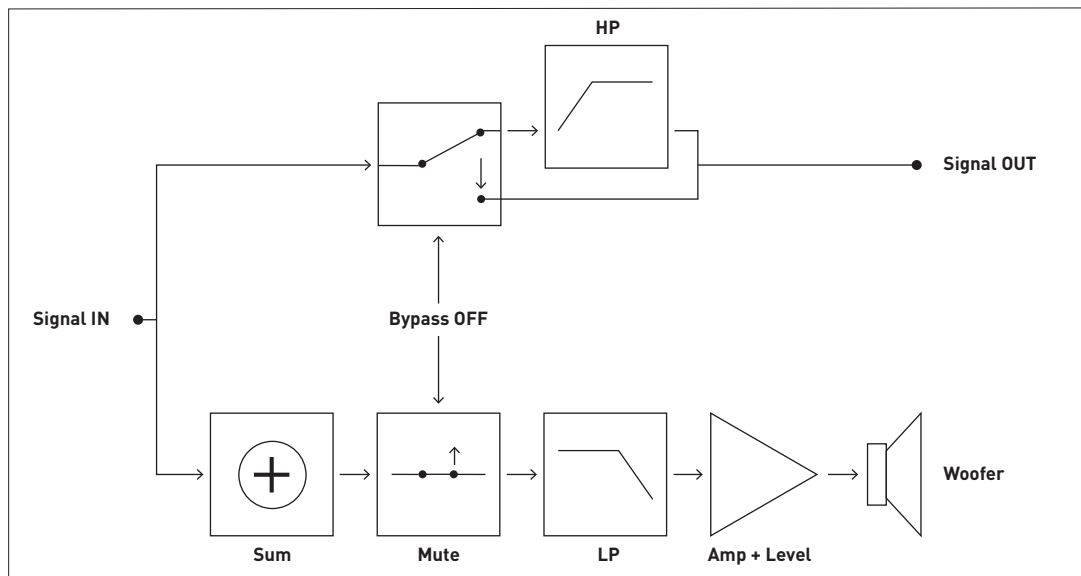 HP
Signal OUT
Signal IN
Bypass OFF
Woofer
Sum
Mute
LP
Amp + Level